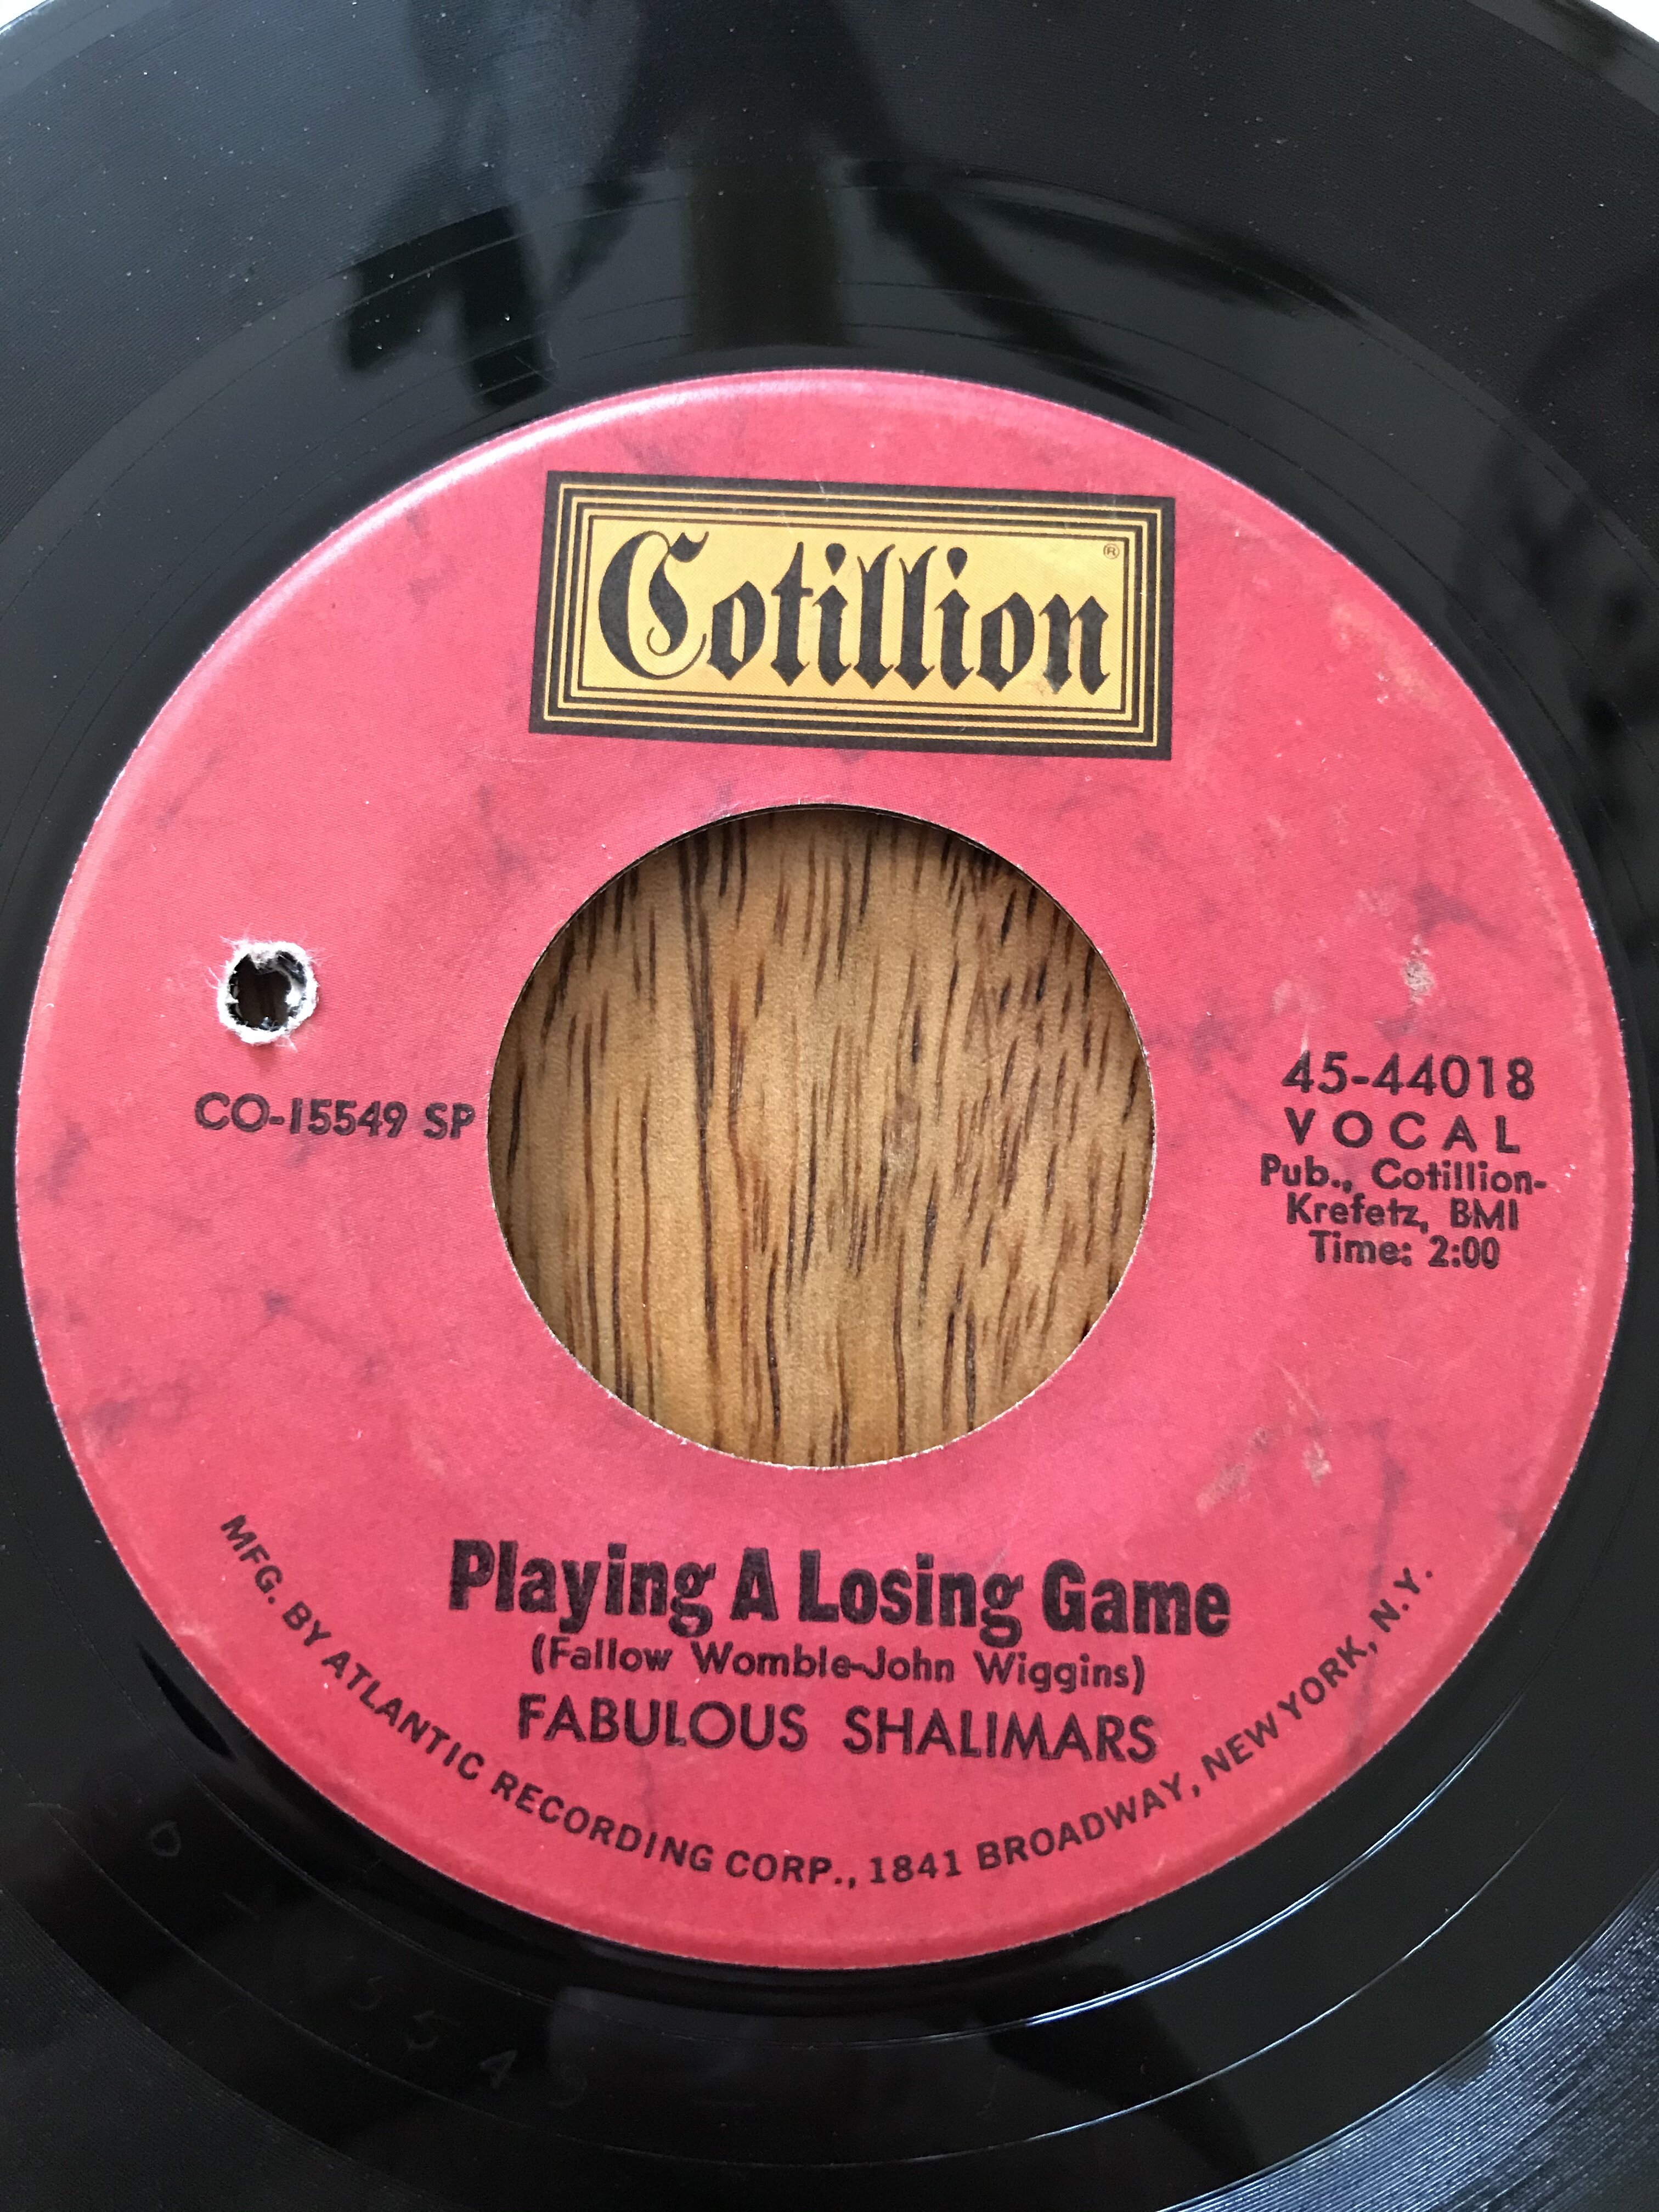 Cotillion
®
CO-15549 SP
45-44018
VOCAL
Pub., Cotillion-
Krefetz, BMI
Time: 2:00
Playing A Losing Game
(Fallow Womble-John Wiggins)
FABULOUS SHALIMARS
MFG. BY ATLANTIC RECORDING CORP., 1841 BROADWAY, NEW YORK, N.Y.